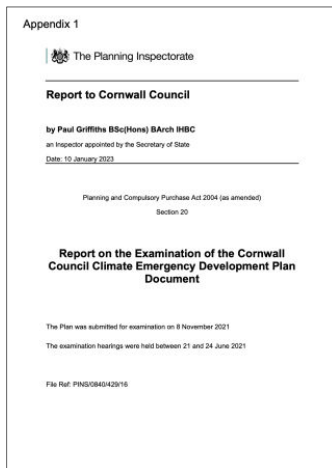 Appendix 1
The Planning Inspectorate
Report to Cornwall Council
by Paul Griffiths BSc(Hons) BArch IHBC
an Inspector appointed by the Secretary of State
Date: 10 January 2023
Planning and Compulsory Purchase Act 2004 (as amended)
Section 20
Report on the Examination of the Cornwall
Council Climate Emergency Development Plan
Document
The Plan was submitted for examination on 8 November 2021
The examination hearings were held between 21 and 24 June 2021
File Ref: PINS/0840/429/16